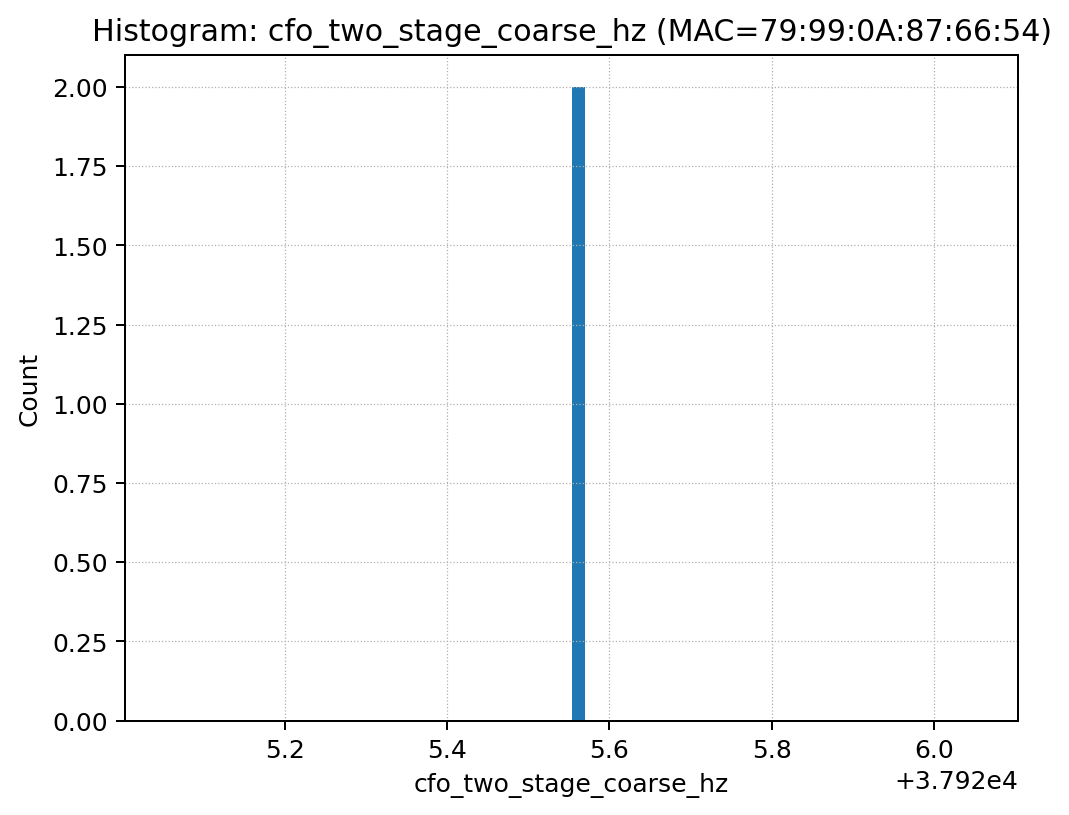 Histogram: cfo_two_stage_coarse_hz (MAC=79:99:0A:87:66:54)
2.00
1.75
1.50
1.25
1.00
0.75
0.50
0.25
0.00
Count
5.2 5.4 5.6 5.8 6.0
cfo_two_stage_coarse_hz
+3.792e4